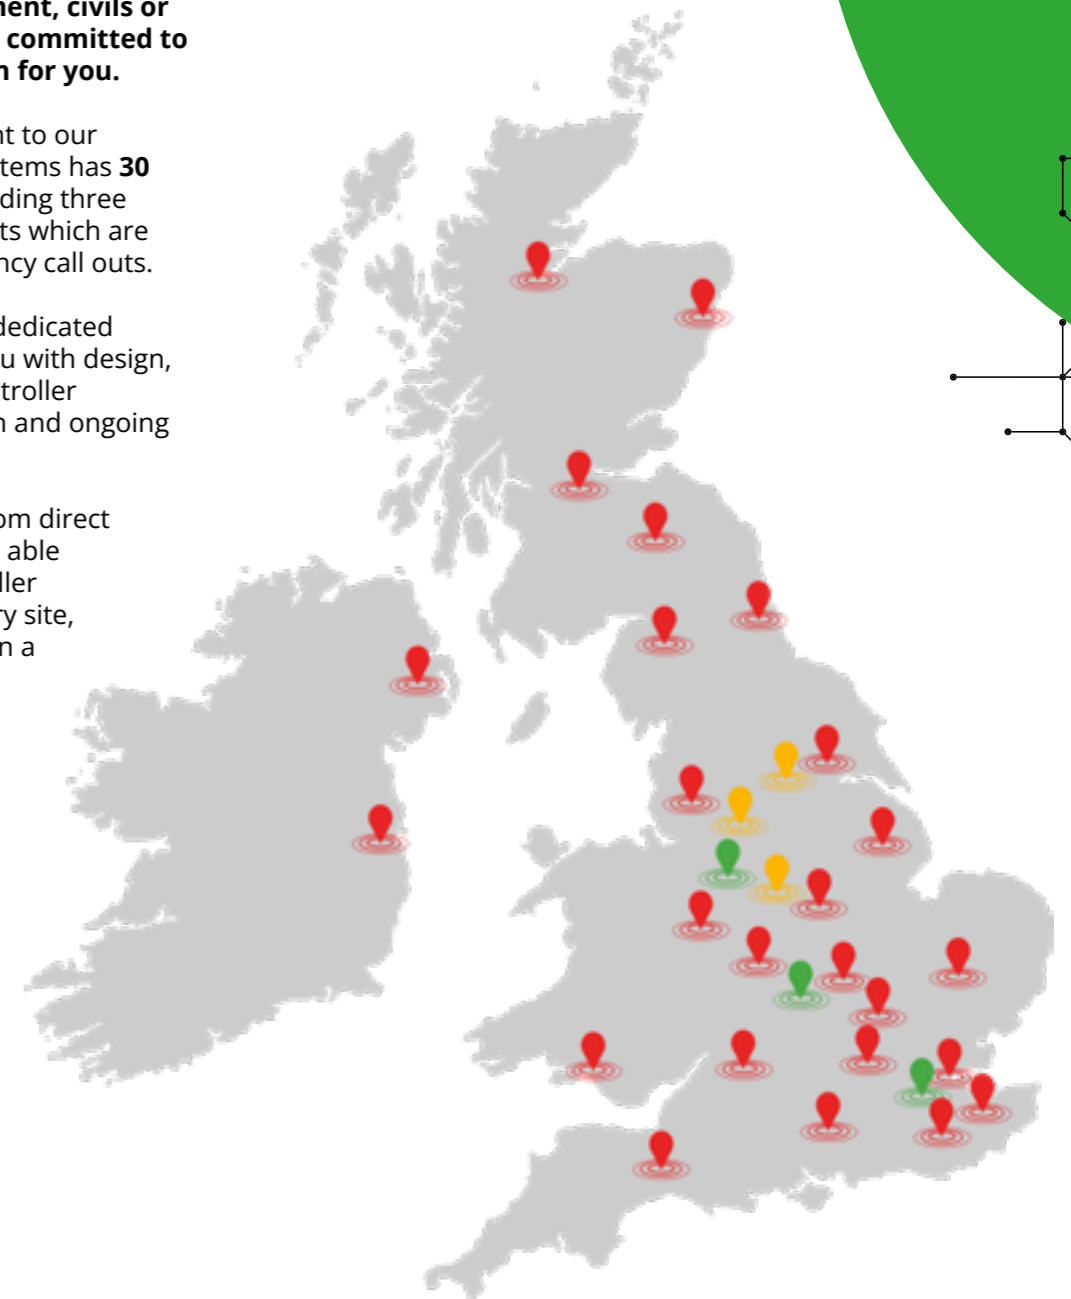 ment, civils or
committed to
n for you.
nt to our
tems has 30
ding three
ts which are
ncy call outs.
dedicated
u with design,
troller
n and ongoing
om direct
able
ller
ry site,
n a